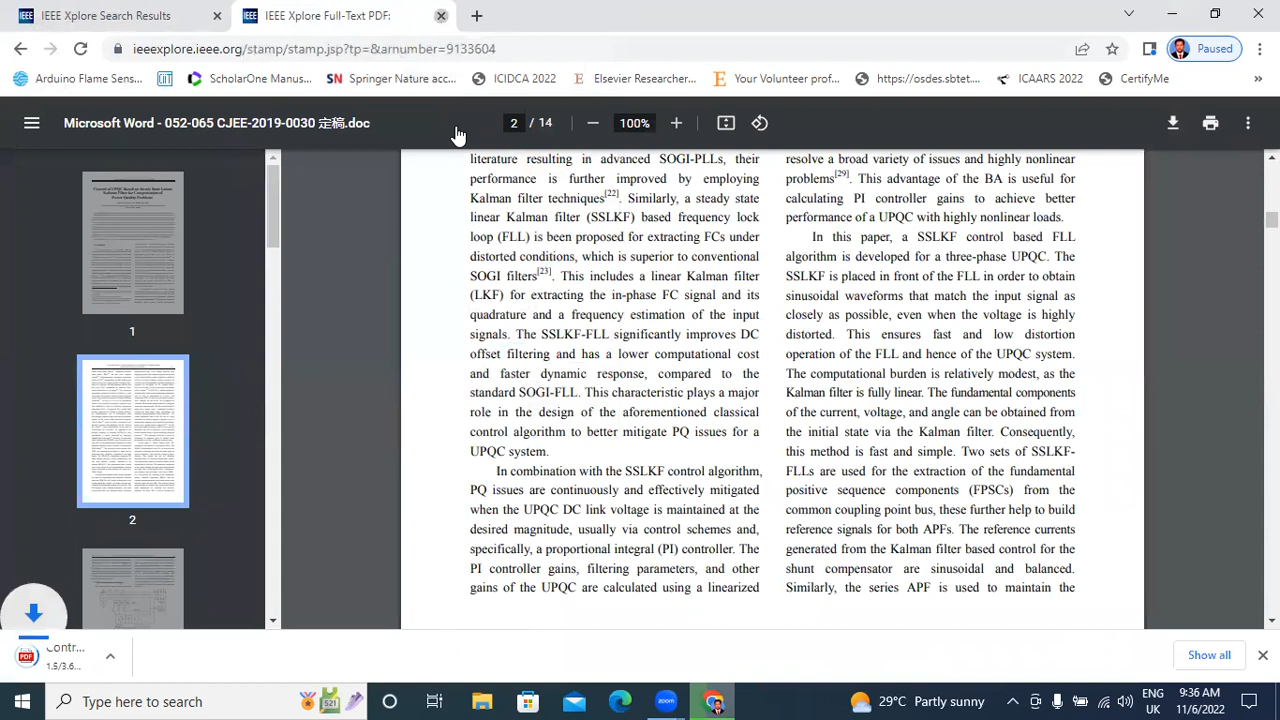 IEEE Xplore Search Results
IEEE Xplore Full-Text PDF:
ieeexplore.ieee.org/stamp/stamp.jsp?tp=&arnumber=9133604
Paused
Arduino Flame Sens...
ScholarOne Manus...
SN Springer Nature acc...
ICIDCA 2022
E Elsevier Researcher...
E Your Volunteer prof...
https://osdes.sbtet....
ICAARS 2022
CertifyMe
»
Microsoft Word - 052-065 CJEE-2019-0030 定稿.doc
2 / 14
100%
1
2
literature resulting in advanced SOGI-PLLs, their
performance is further improved by employing
Kalman filter techniques[22]. Similarly, a steady state
linear Kalman filter (SSLKF) based frequency lock
loop (FLL) is been proposed for extracting FCs under
distorted conditions, which is superior to conventional
SOGI filters[23]. This includes a linear Kalman filter
(LKF) for extracting the in-phase FC signal and its
quadrature and a frequency estimation of the input
signals. The SSLKF-FLL significantly improves DC
offset filtering and has a lower computational cost
and faster dynamic response, compared to the
standard SOGI-FLL. This characteristic plays a major
role in the design of the aforementioned classical
control algorithm to better mitigate PQ issues for a
UPQC system.
In combination with the SSLKF control algorithm,
PQ issues are continuously and effectively mitigated
when the UPQC DC link voltage is maintained at the
desired magnitude, usually via control schemes and,
specifically, a proportional integral (PI) controller. The
PI controller gains, filtering parameters, and other
gains of the UPQC are calculated using a linearized
resolve a broad variety of issues and highly nonlinear
problems[29]. This advantage of the BA is useful for
calculating PI controller gains to achieve better
performance of a UPQC with highly nonlinear loads.
In this paper, a SSLKF control based FLL
algorithm is developed for a three-phase UPQC. The
SSLKF is placed in front of the FLL in order to obtain
sinusoidal waveforms that match the input signal as
closely as possible, even when the voltage is highly
distorted. This ensures fast and low distortion
operation of the FLL and hence of the UPQC system.
The computational burden is relatively modest, as the
Kalman filter is fully linear. The fundamental components
of the current, voltage, and angle can be obtained from
the initial state via the Kalman filter. Consequently,
this method is fast and simple. Two sets of SSLKF-
FLLs are used for the extraction of the fundamental
positive sequence components (FPSCs) from the
common coupling point bus, these further help to build
reference signals for both APFs. The reference currents
generated from the Kalman filter based control for the
shunt compensator are sinusoidal and balanced.
Similarly, the series APF is used to maintain the
PDF
Contr...
1.5/3.6...
Show all
Type here to search
zoom
29°C Partly sunny
ENG
UK
9:36 AM
11/6/2022